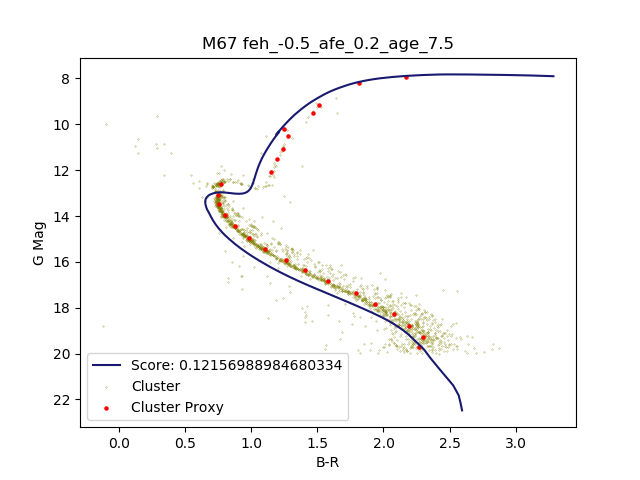 M67 feh_-0.5_afe_0.2_age_7.5
8
10
12
14
16
18
20
22
G Mag
Score: 0.12156988984680334
Cluster
Cluster Proxy
0.0 0.5 1.0 1.5 2.0 2.5 3.0
B-R